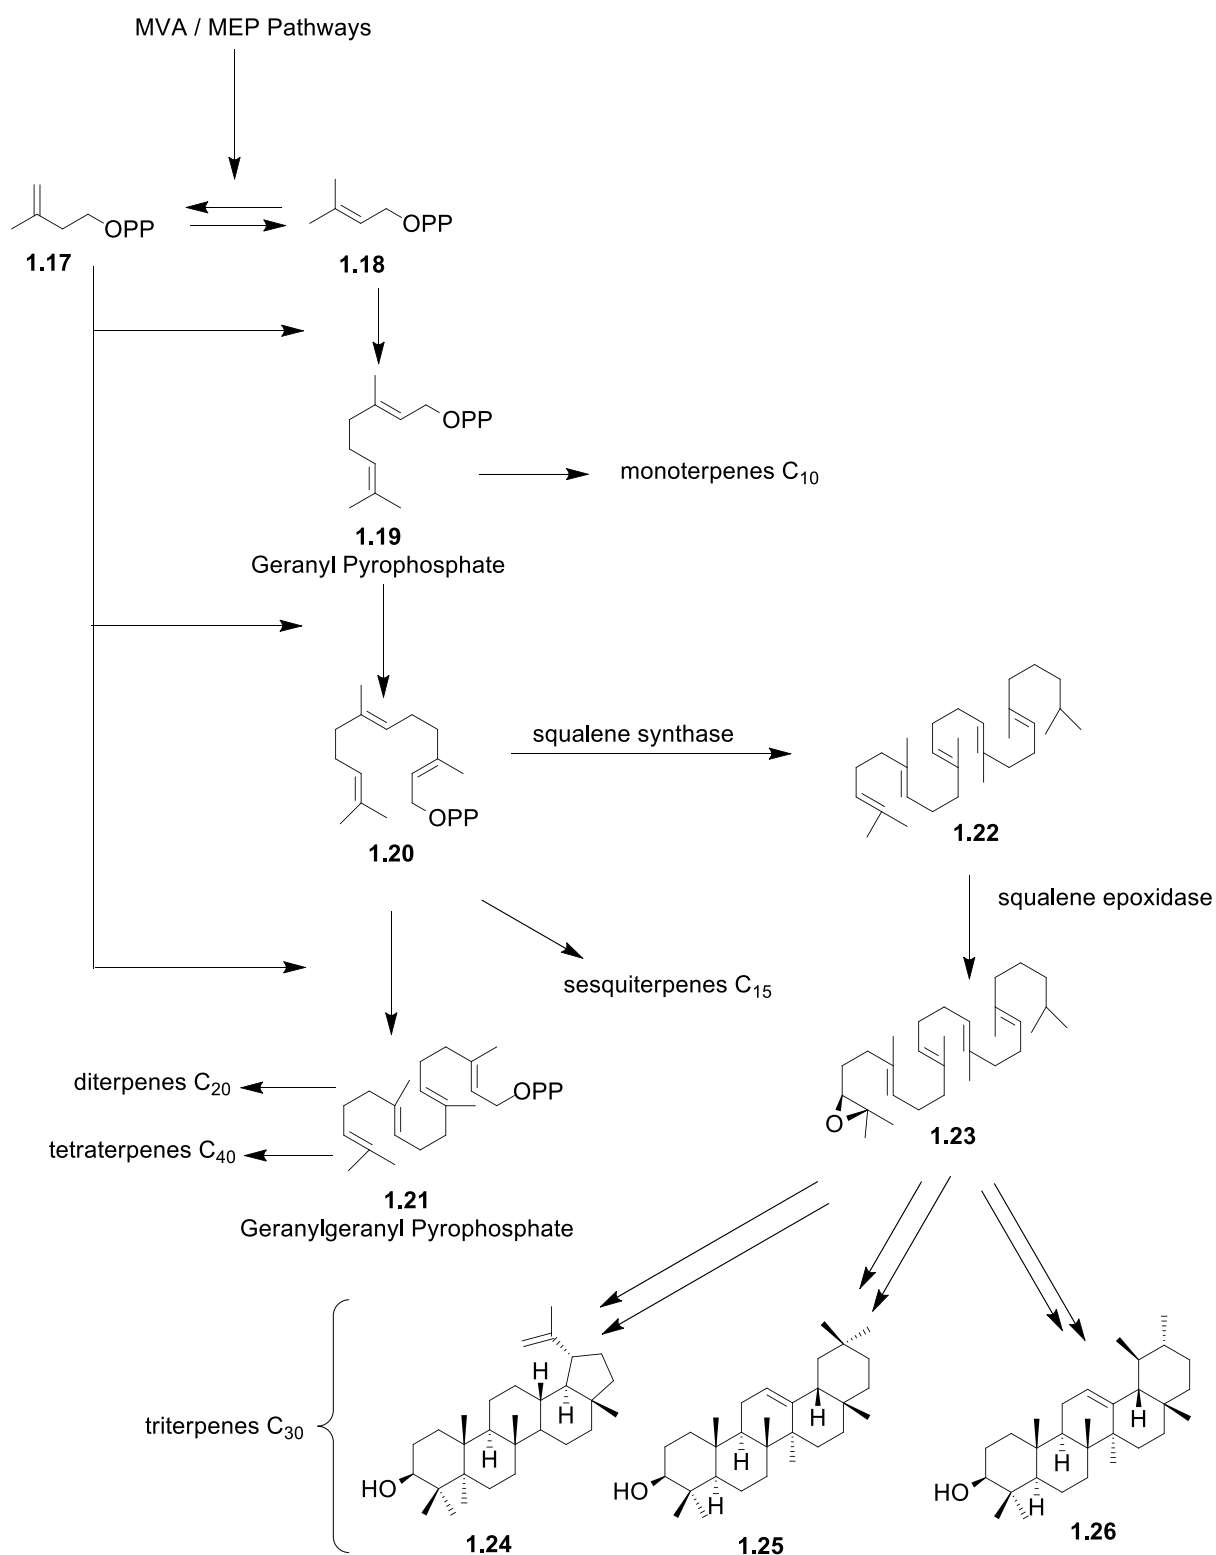 MVA / MEP Pathways
OPP
OPP
1.17
1.18
OPP
monoterpenes C10
1.19
Geranyl Pyrophosphate
squalene synthase
OPP
1.20
1.22
squalene epoxidase
sesquiterpenes C15
diterpenes C20
OPP
tetraterpenes C40
O
1.23
1.21
Geranylgeranyl Pyrophosphate
triterpenes C30
H
H
H
HO
1.24
H
H
H
HO
1.25
H
H
H
HO
1.26